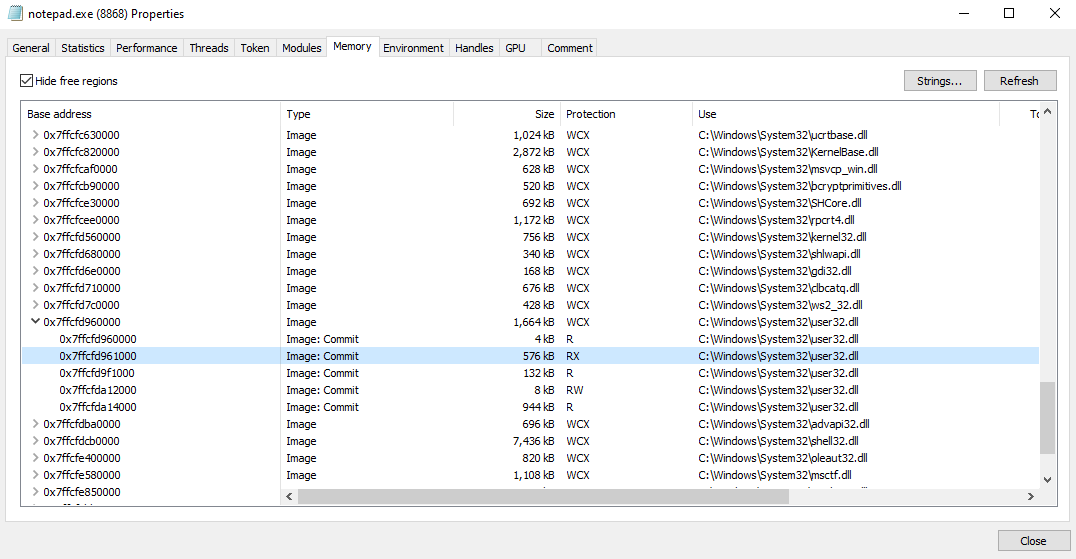 notepad.exe (8868) Properties
General Statistics Performance Threads Token Modules Memory Environment Handles GPU Comment
Hide free regions Strings... Refresh
Base address Type Size Protection Use
0x7ffcfc630000 Image 1,024 kB WCX C:\Windows\System32\ucrtbase.dll
0x7ffcfc820000 Image 2,872 kB WCX C:\Windows\System32\KernelBase.dll
0x7ffcfcaf0000 Image 628 kB WCX C:\Windows\System32\msvcp_win.dll
0x7ffcfcb90000 Image 520 kB WCX C:\Windows\System32\bcryptprimitives.dll
0x7ffcfce30000 Image 692 kB WCX C:\Windows\System32\SHCore.dll
0x7ffcfcee0000 Image 1,172 kB WCX C:\Windows\System32\rpcrt4.dll
0x7ffcfd560000 Image 756 kB WCX C:\Windows\System32\kernel32.dll
0x7ffcfd680000 Image 340 kB WCX C:\Windows\System32\shlwapi.dll
0x7ffcfd6e0000 Image 168 kB WCX C:\Windows\System32\gdi32.dll
0x7ffcfd710000 Image 676 kB WCX C:\Windows\System32\clbcatq.dll
0x7ffcfd7c0000 Image 428 kB WCX C:\Windows\System32\ws2_32.dll
0x7ffcfd960000 Image 1,664 kB WCX C:\Windows\System32\user32.dll
0x7ffcfd960000 Image: Commit 4 kB R C:\Windows\System32\user32.dll
0x7ffcfd961000 Image: Commit 576 kB RX C:\Windows\System32\user32.dll
0x7ffcfd9f1000 Image: Commit 132 kB R C:\Windows\System32\user32.dll
0x7ffcfda12000 Image: Commit 8 kB RW C:\Windows\System32\user32.dll
0x7ffcfda14000 Image: Commit 944 kB R C:\Windows\System32\user32.dll
0x7ffcfdba0000 Image 696 kB WCX C:\Windows\System32\advapi32.dll
0x7ffcfdcb0000 Image 7,436 kB WCX C:\Windows\System32\shell32.dll
0x7ffcfe400000 Image 820 kB WCX C:\Windows\System32\oleaut32.dll
0x7ffcfe580000 Image 1,108 kB WCX C:\Windows\System32\msctf.dll
0x7ffcfe850000
Close